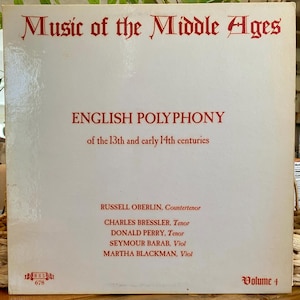 Music of the Middle Ages
ENGLISH POLYPHONY
of the 13th and early 14th centuries
RUSSELL OBERLIN, Countertenor
CHARLES BRESSLER, Tenor
DONALD PERRY, Tenor
SEYMOUR BARAB, Viol
MARTHA BLACKMAN, Viol
678
Volume 4